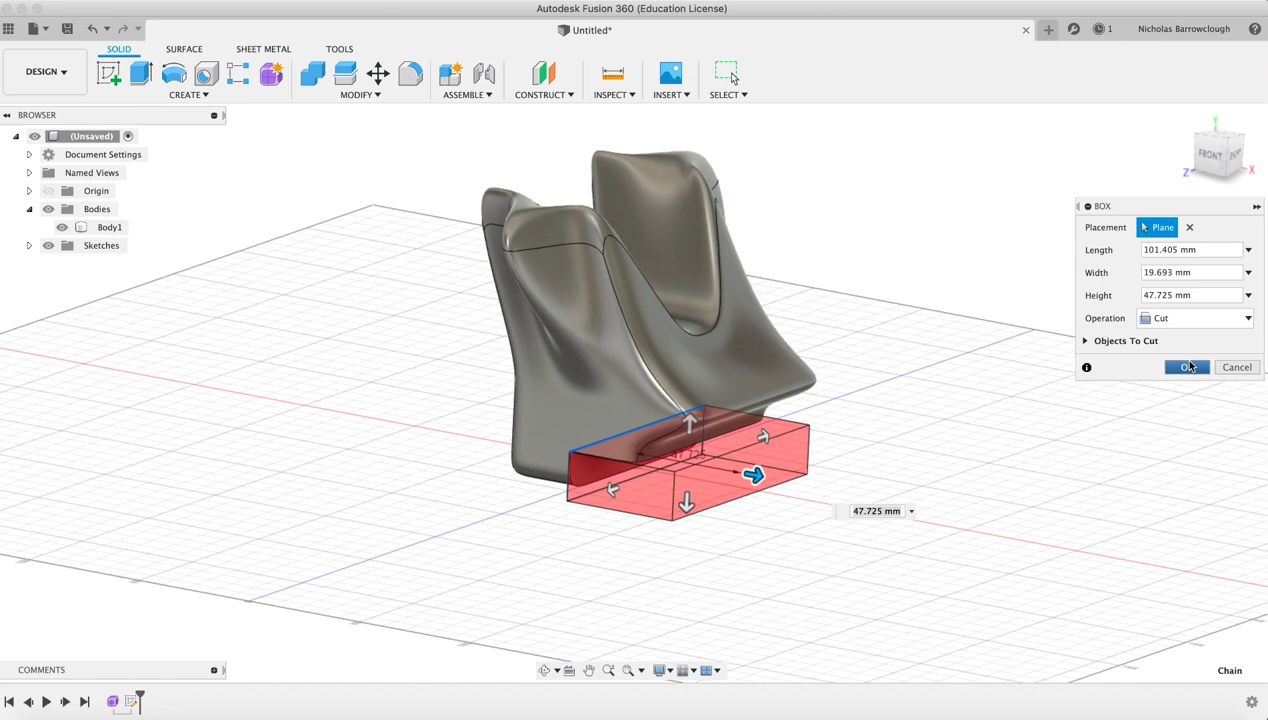 Autodesk Fusion 360 (Education License)
Untitled*
1
Nicholas Barrowclough
DESIGN
SOLID
SURFACE
SHEET METAL
TOOLS
CREATE
MODIFY
ASSEMBLE
CONSTRUCT
INSPECT
INSERT
SELECT
BROWSER
(Unsaved)
Document Settings
Named Views
Origin
Bodies
Body1
Sketches
Y
FRONT
Z
X
BOX
Placement
Plane
Length
101.405 mm
Width
19.693 mm
Height
47.725 mm
Operation
Cut
Objects To Cut
Cancel
47.725
47.725 mm
COMMENTS
Chain